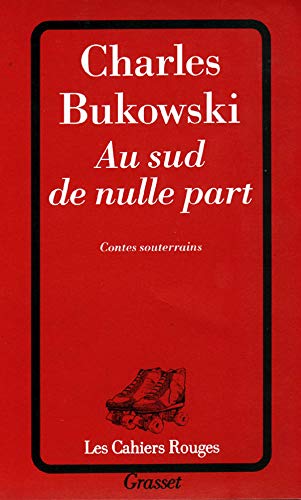 Charles
Bukowski
Au sud
de nulle part
Contes souterrains
Les Cahiers Rouges
Grasset